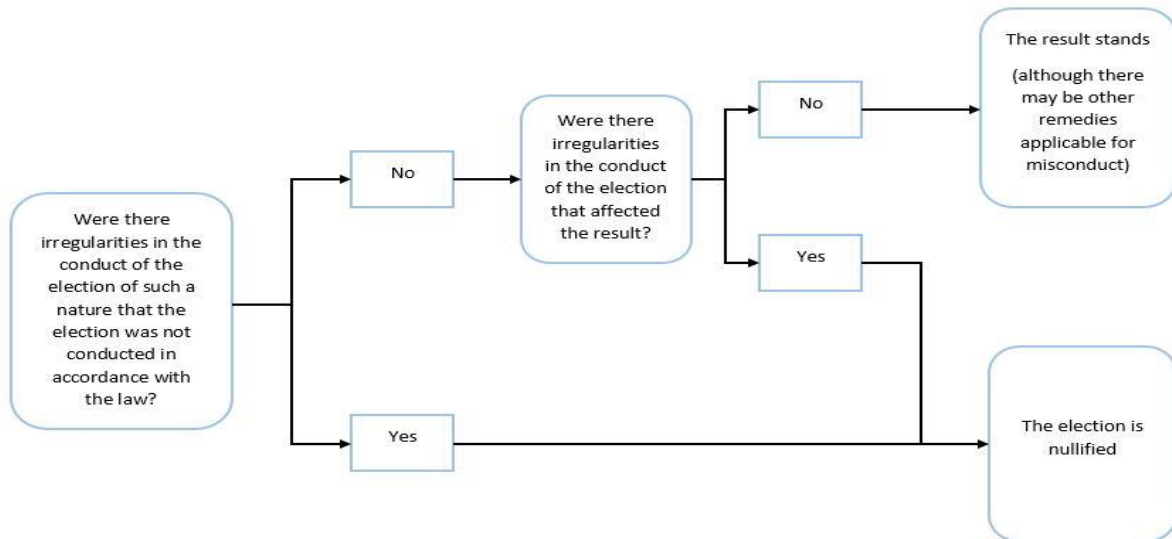 Were there
irregularities in the
conduct of the
election of such a
nature that the
election was not
conducted in
accordance with
the law?
No
Yes
Were there
irregularities
in the conduct
of the election
that affected
the result?
No
Yes
The result stands
(although there
may be other
remedies
applicable for
misconduct)
The election is
nullified